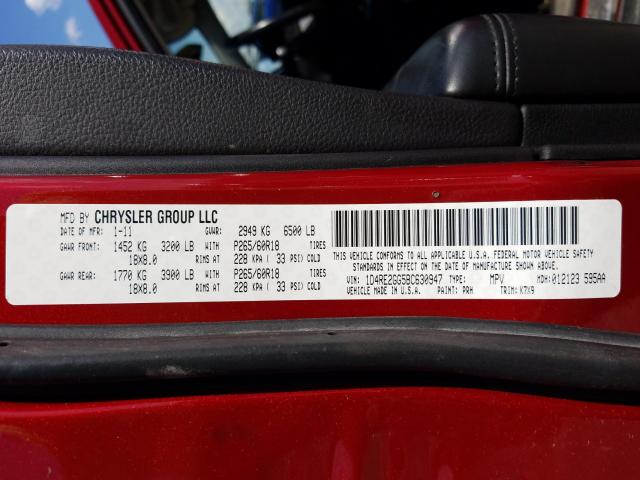 MFD BY CHRYSLER GROUP LLC
DATE OF MFR: 1-11 GVWR: 2949 KG 6500 LB
GAWR FRONT: 1452 KG 3200 LB WITH P265/60R18 TIRES
18X8.0 RIMS AT 228 KPA ( 33 PSI) COLD
GAWR REAR: 1770 KG 3900 LB WITH P265/60R18 TIRES
18X8.0 RIMS AT 228 KPA ( 33 PSI) COLD
THIS VEHICLE CONFORMS TO ALL APPLICABLE U.S.A. FEDERAL MOTOR VEHICLE SAFETY
STANDARDS IN EFFECT ON THE DATE OF MANUFACTURE SHOWN ABOVE.
VIN: 1D4RE2GG5BC630947 TYPE: MPV MDH: 012123 595AA
MADE IN U.S.A. PAINT: PRH TRIM: K7X9